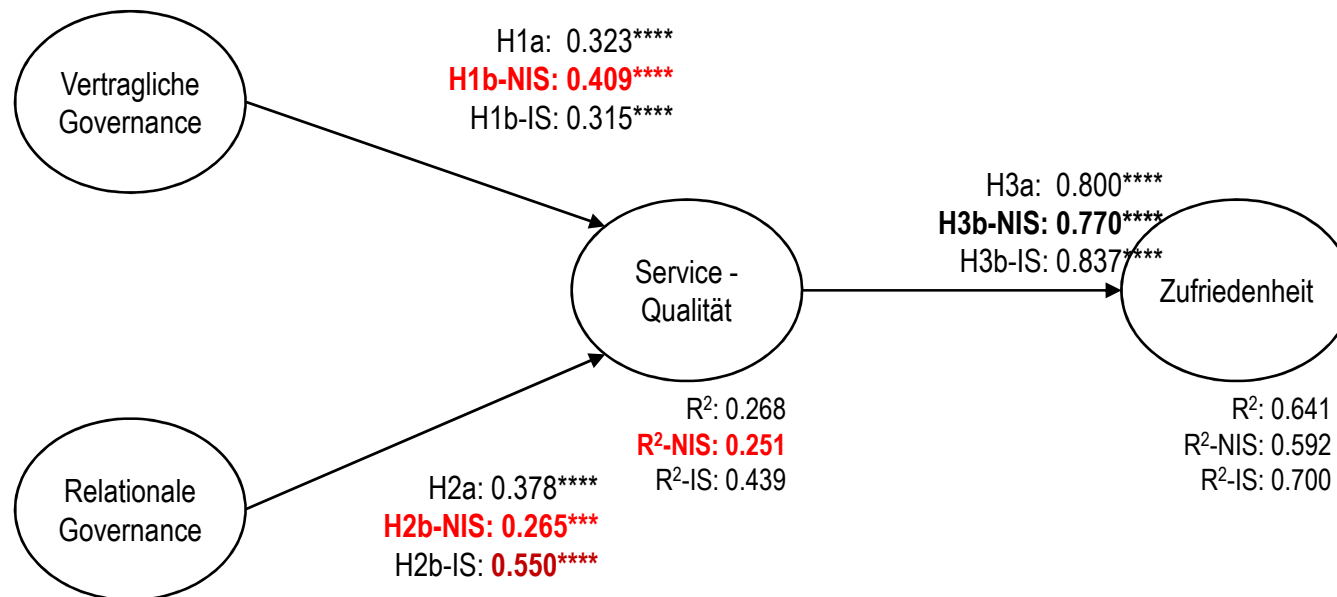 Vertragliche
Governance
H1a: 0.323****
H1b-NIS: 0.409****
H1b-IS: 0.315****
H3a: 0.800****
H3b-NIS: 0.770****
H3b-IS: 0.837****
Service -
Qualität
Zufriedenheit
R²: 0.268
R²-NIS: 0.251
R²-IS: 0.439
R²: 0.641
R²-NIS: 0.592
R²-IS: 0.700
Relationale
Governance
H2a: 0.378****
H2b-NIS: 0.265***
H2b-IS: 0.550****